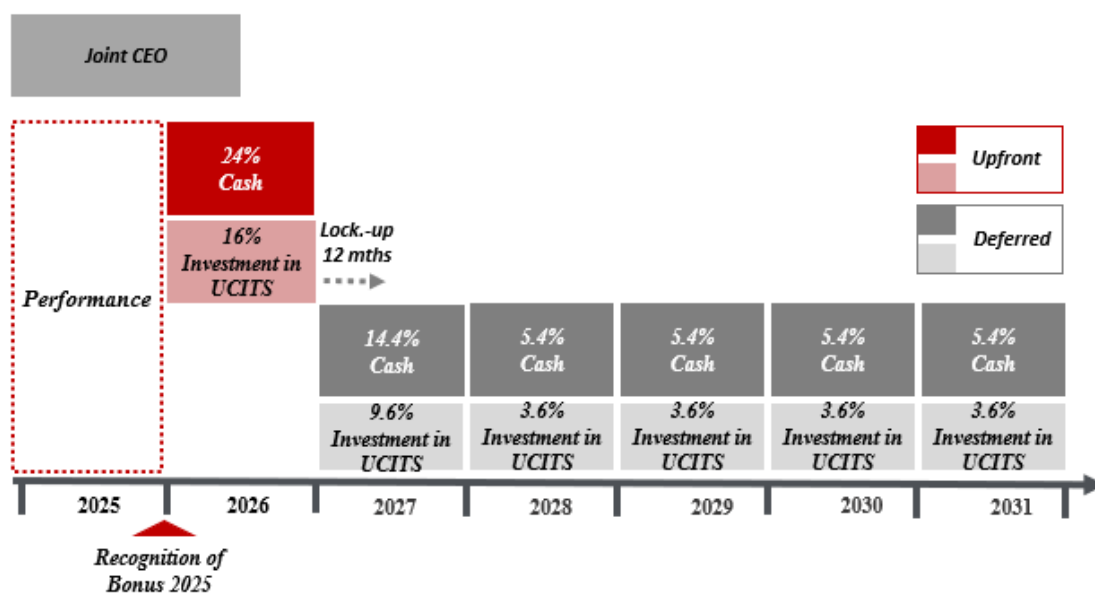 Joint CEO
24%
Cash
Upfront
16%
Investment in
UCITS
Lock.-up
12 mths
Deferred
Performance
14.4%
Cash
5.4%
Cash
5.4%
Cash
5.4%
Cash
5.4%
Cash
9.6%
Investment in
UCITS
3.6%
Investment in
UCITS
3.6%
Investment in
UCITS
3.6%
Investment in
UCITS
3.6%
Investment in
UCITS
2025
2026
2027
2028
2029
2030
2031
Recognition of
Bonus 2025